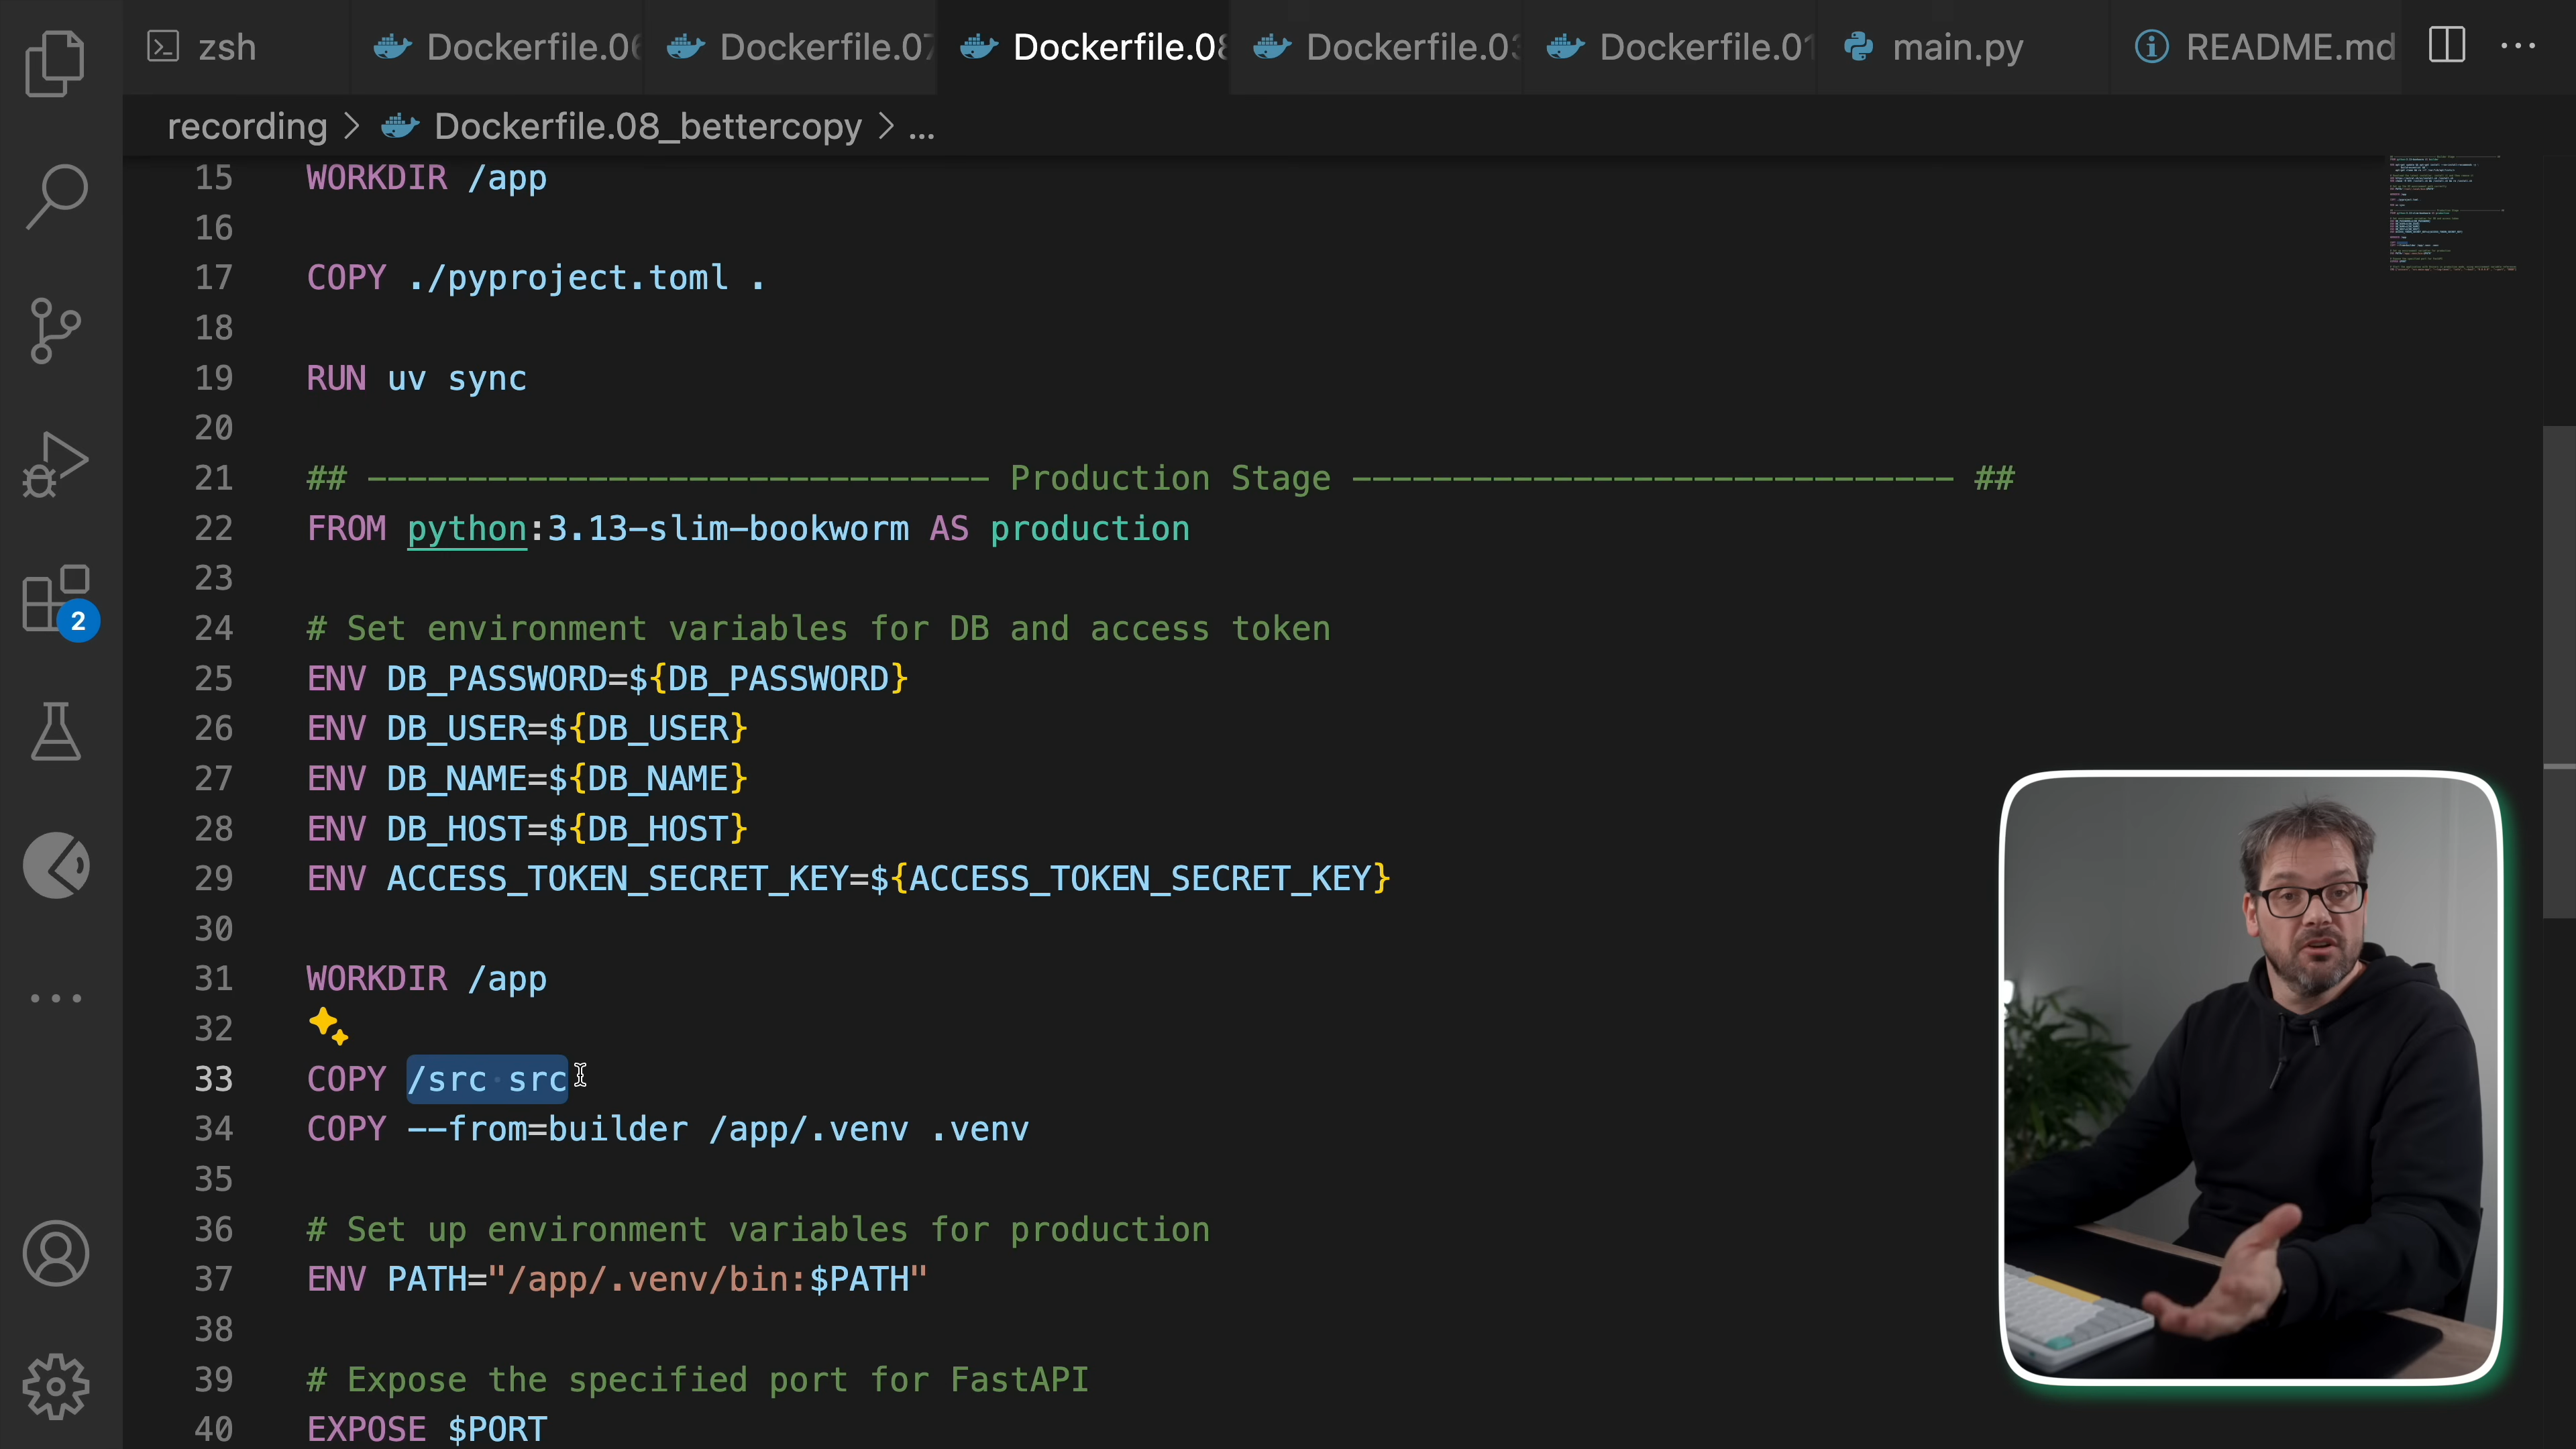 zsh
Dockerfile.06
Dockerfile.07
Dockerfile.08
Dockerfile.03
Dockerfile.01
main.py
README.md
recording > Dockerfile.08_bettercopy > ...
15 WORKDIR /app
16
17 COPY ./pyproject.toml .
18
19 RUN uv sync
20
21 ## ------------------------------- Production Stage ------------------------------ ##
22 FROM python:3.13-slim-bookworm AS production
23
24 # Set environment variables for DB and access token
25 ENV DB_PASSWORD=${DB_PASSWORD}
26 ENV DB_USER=${DB_USER}
27 ENV DB_NAME=${DB_NAME}
28 ENV DB_HOST=${DB_HOST}
29 ENV ACCESS_TOKEN_SECRET_KEY=${ACCESS_TOKEN_SECRET_KEY}
30
31 WORKDIR /app
32
33 COPY /src src
34 COPY --from=builder /app/.venv .venv
35
36 # Set up environment variables for production
37 ENV PATH="/app/.venv/bin:$PATH"
38
39 # Expose the specified port for FastAPI
40 EXPOSE $PORT
2